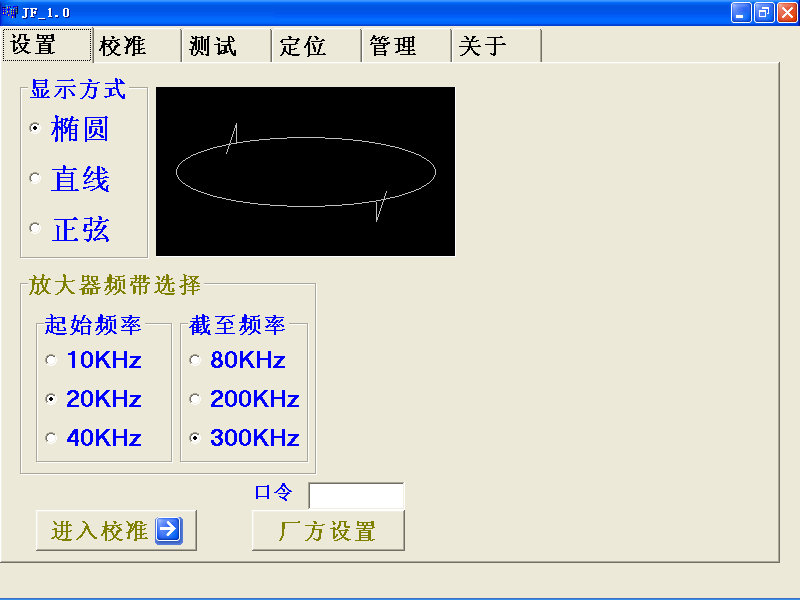 JF_1.0
设置 校准 测试 定位 管理 关于
显示方式
椭圆
直线
正弦
放大器频带选择
起始频率 截至频率
10KHz 80KHz
20KHz 200KHz
40KHz 300KHz
口令
进入校准 厂方设置